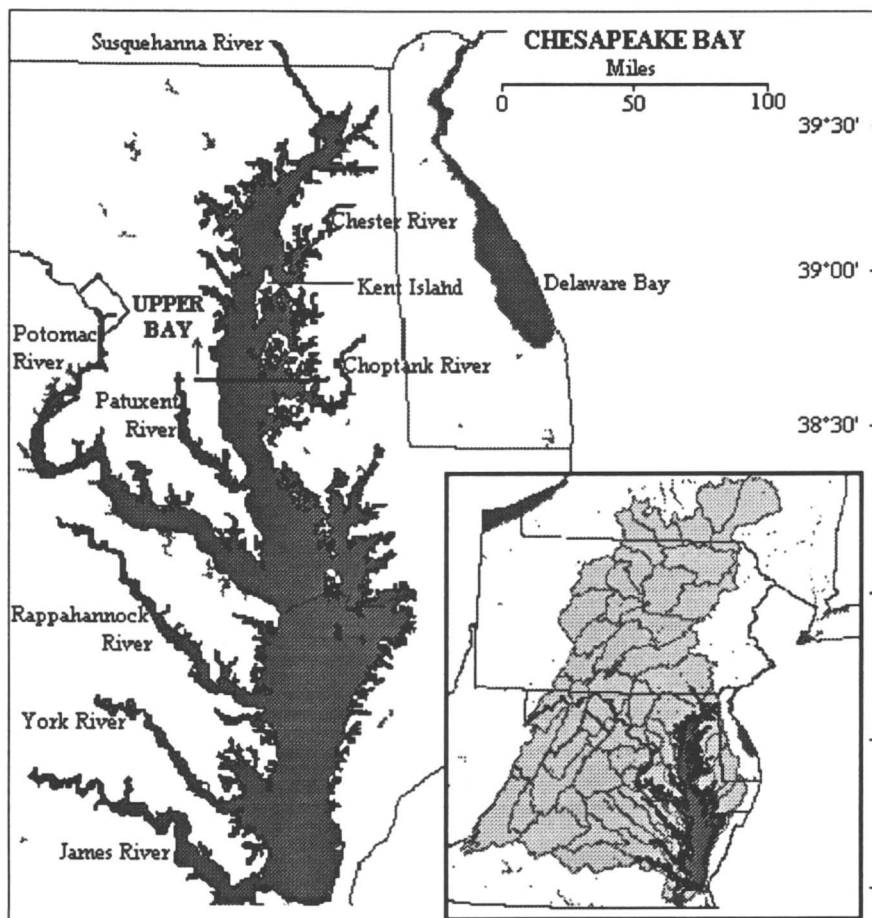 Susquehanna River
CHESAPEAKE BAY
Miles
0 50 100
39°30'
Chester River
39°00'
Kent Island
Delaware Bay
UPPER
BAY
Potomac
River
Choptank River
Patuxent
River
38°30'
Rappahannock
River
York River
James River